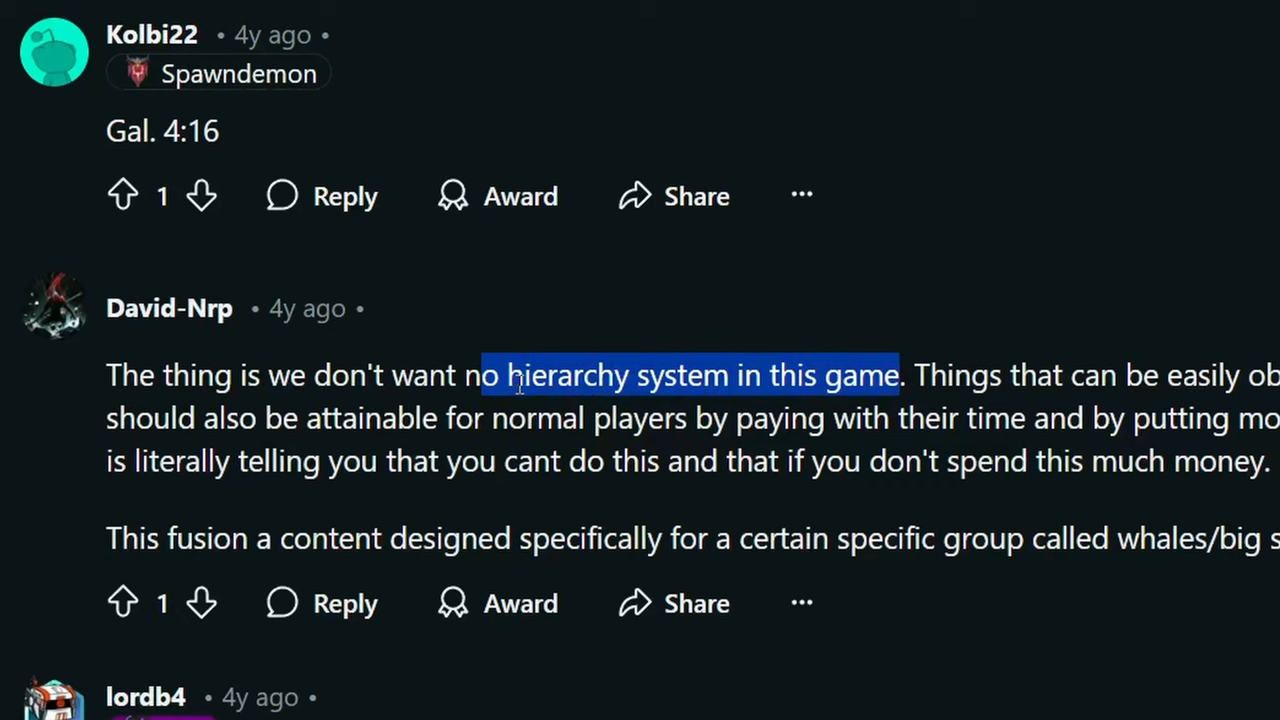 Kolbi22 • 4y ago •
Spawndemon
Gal. 4:16
1 Reply Award Share ...
David-Nrp • 4y ago •
The thing is we don't want no hierarchy system in this game. Things that can be easily ob
should also be attainable for normal players by paying with their time and by putting mo
is literally telling you that you cant do this and that if you don't spend this much money.
This fusion a content designed specifically for a certain specific group called whales/big s
1 Reply Award Share ...
lordb4 • 4y ago •